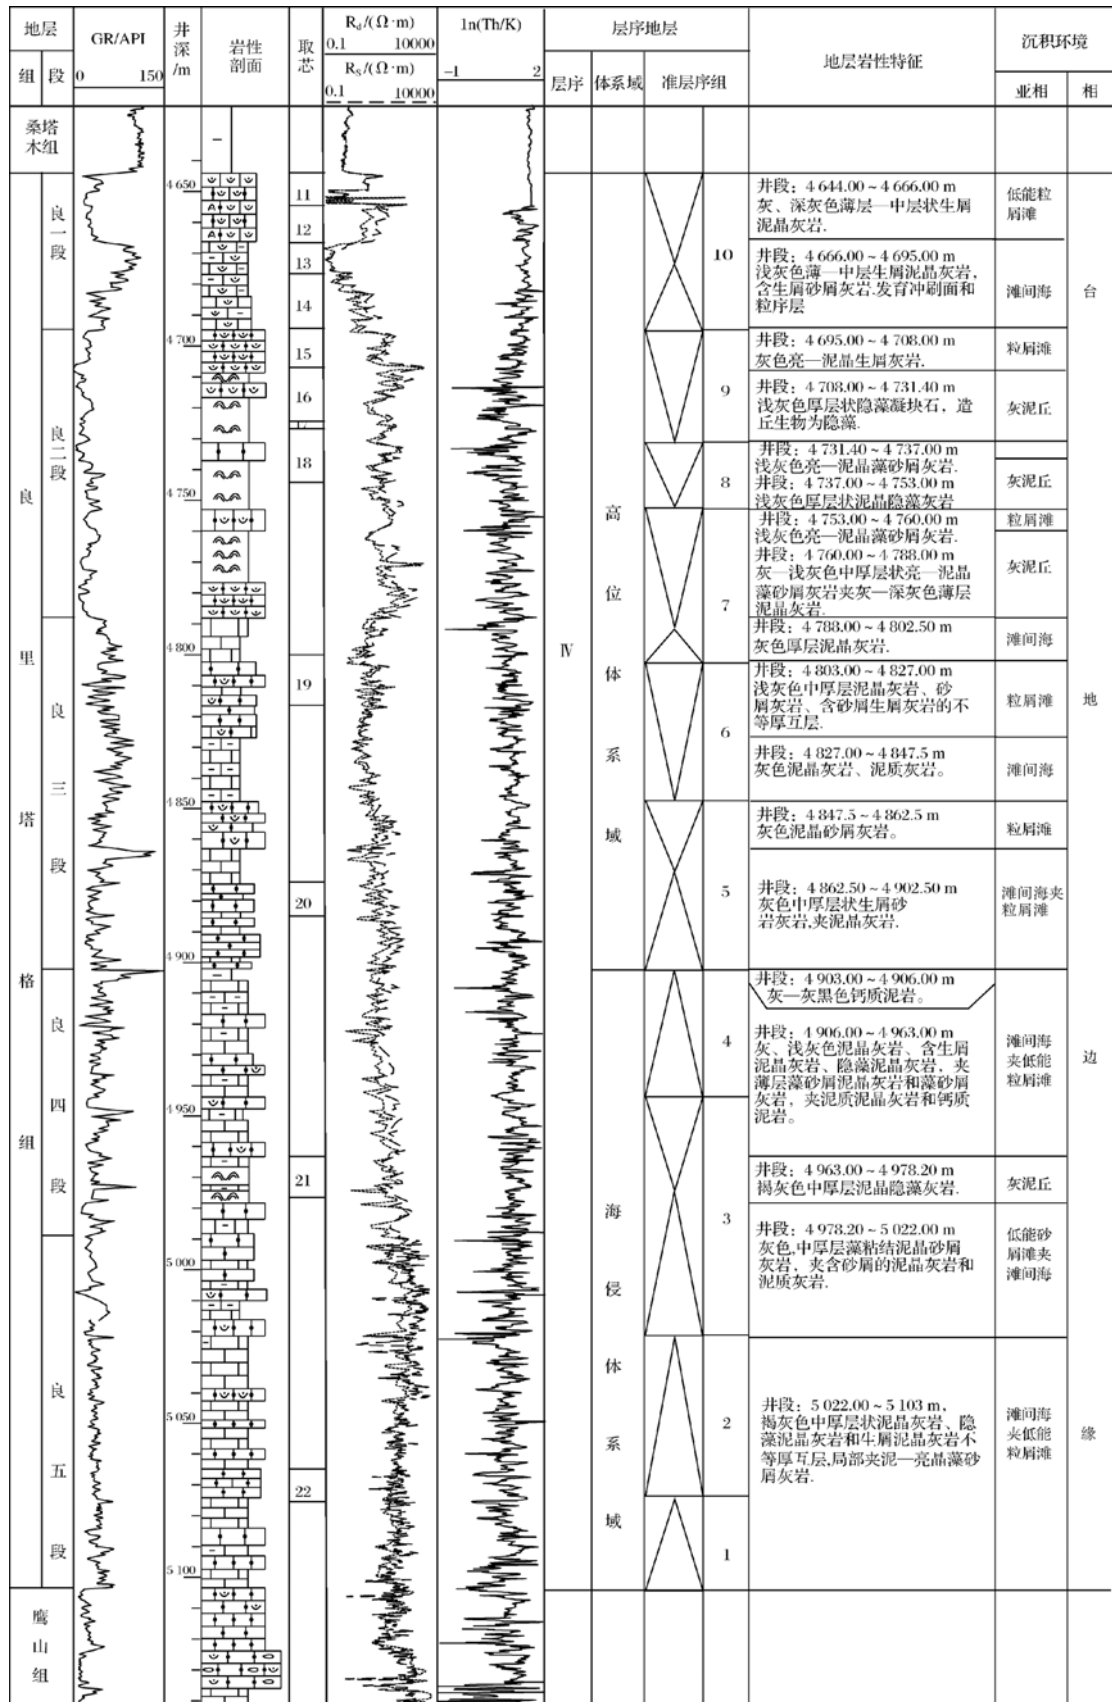 地层
组
段
GR/API
0 150
井深/m
岩性
剖面
取芯
R_d/(Ω·m)
0.1 10000
R_S/(Ω·m)
0.1 10000
ln(Th/K)
-1 2
层序地层
层序
体系域
准层序组
地层岩性特征
沉积环境
亚相
相
桑塔
木组
良里塔格组
良一段
良二段
良三段
良四段
良五段
鹰山组
4 650
4 700
4 750
4 800
4 850
4 900
4 950
5 000
5 050
5 100
11
12
13
14
15
16
18
19
20
21
22
Ⅳ
高位体系域
海侵体系域
10
9
8
7
6
5
4
3
2
1
井段：4 644.00～4 666.00 m
灰、深灰色薄层—中层状生屑
泥晶灰岩.
低能粒
屑滩
井段：4 666.00～4 695.00 m
浅灰色薄—中层生屑泥晶灰岩，
含生屑砂屑灰岩.发育冲刷面和
粒序层
滩间海
井段：4 695.00～4 708.00 m
灰色亮—泥晶生屑灰岩.
粒屑滩
井段：4 708.00～4 731.40 m
浅灰色厚层状隐藻凝块石，造
丘生物为隐藻.
灰泥丘
井段：4 731.40～4 737.00 m
浅灰色亮—泥晶藻砂屑灰岩.
井段：4 737.00～4 753.00 m
浅灰色厚层状泥晶隐藻灰岩
灰泥丘
井段：4 753.00～4 760.00 m
浅灰色亮—泥晶藻砂屑灰岩.
粒屑滩
井段：4 760.00～4 788.00 m
灰—浅灰色中厚层状亮—泥晶
藻砂屑灰岩夹灰—深灰色薄层
泥晶灰岩.
灰泥丘
井段：4 788.00～4 802.50 m
灰色厚层泥晶灰岩.
滩间海
井段：4 803.00～4 827.00 m
浅灰色中厚层泥晶灰岩、砂
屑灰岩、含砂屑生屑灰岩的不
等厚互层.
粒屑滩
井段：4 827.00～4 847.5 m
灰色泥晶灰岩、泥质灰岩。
滩间海
井段：4 847.5～4 862.5 m
灰色泥晶砂屑灰岩。
粒屑滩
井段：4 862.50～4 902.50 m
灰色中厚层状生屑砂
岩灰岩,夹泥晶灰岩.
滩间海夹
粒屑滩
井段：4 903.00～4 906.00 m
灰—灰黑色钙质泥岩。
井段：4 906.00～4 963.00 m
灰、浅灰色泥晶灰岩、含生屑
泥晶灰岩、隐藻泥晶灰岩，夹
薄层藻砂屑泥晶灰岩和藻砂屑
灰岩，夹泥质泥晶灰岩和钙质
泥岩。
滩间海
夹低能
粒屑滩
井段：4 963.00～4 978.20 m
褐灰色中厚层泥晶隐藻灰岩.
灰泥丘
井段：4 978.20～5 022.00 m
灰色,中厚层藻粘结泥晶砂屑
灰岩，夹含砂屑的泥晶灰岩和
泥质灰岩.
低能砂
屑滩夹
滩间海
井段：5 022.00～5 103 m，
褐灰色中厚层状泥晶灰岩、隐
藻泥晶灰岩和生屑泥晶灰岩不
等厚互层,局部夹泥—亮晶藻砂
屑灰岩.
滩间海
夹低能
粒屑滩
台地边缘